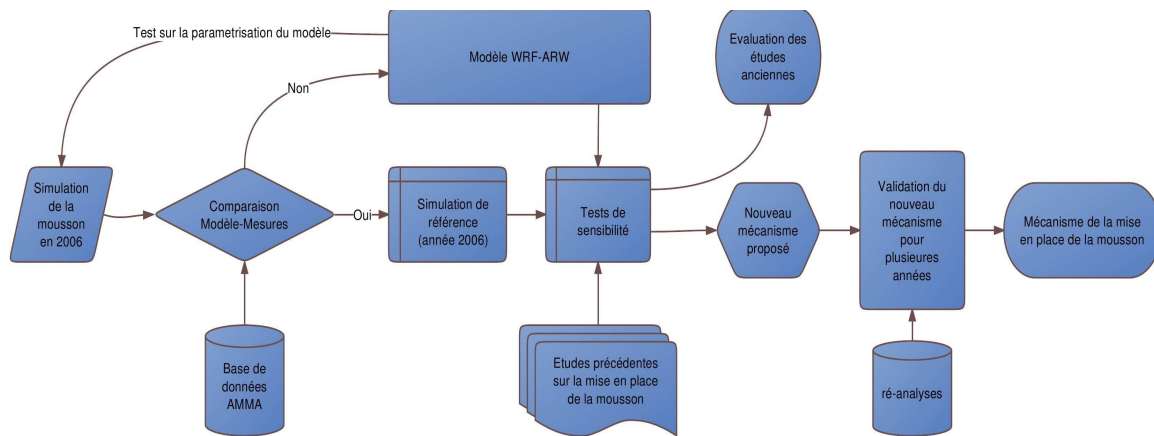 Test sur la parametrisation du modèle
Modèle WRF-ARW
Evaluation des
études
anciennes
Non
Simulation
de la
mousson
en 2006
Comparaison
Modèle-Mesures
Oui
Simulation de
référence
(année 2006)
Tests de
sensibilité
Nouveau
mécanisme
proposé
Validation du
nouveau
mécanisme
pour
plusieures
années
Mécanisme de la mise
en place de la mousson
Base de
données
AMMA
Etudes précédentes
sur la mise en place
de la mousson
ré-analyses